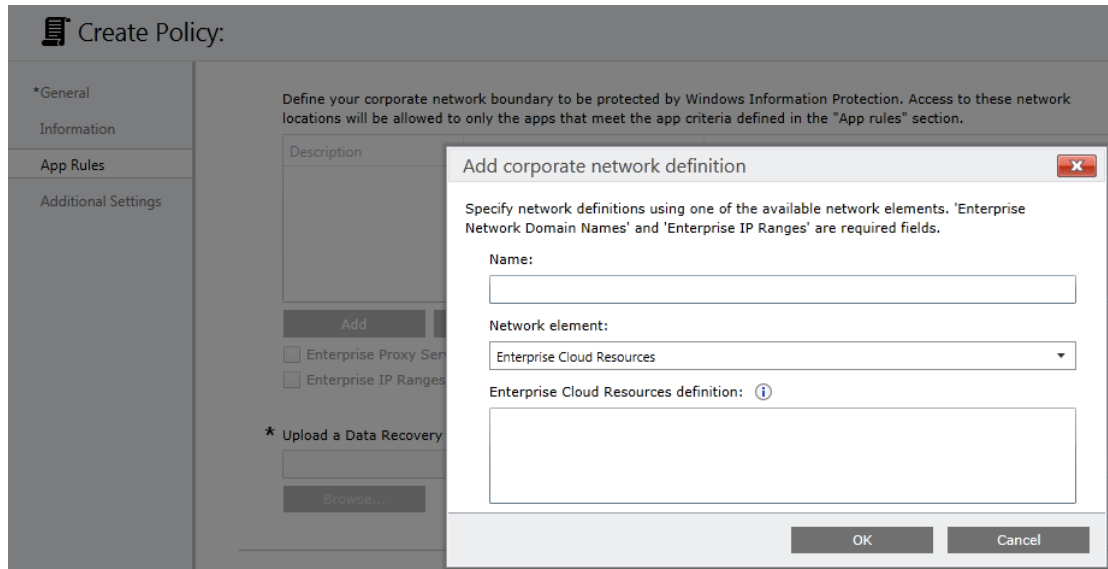 Create Policy:
*General
Information
App Rules
Additional Settings
Define your corporate network boundary to be protected by Windows Information Protection. Access to these network
locations will be allowed to only the apps that meet the app criteria defined in the "App rules" section.
Description
Add
Enterprise Proxy
Enterprise IP Ranges
* Upload a Data Recovery
Browse...
Add corporate network definition
Specify network definitions using one of the available network elements. 'Enterprise
Network Domain Names' and 'Enterprise IP Ranges' are required fields.
Name:
Network element:
Enterprise Cloud Resources
Enterprise Cloud Resources definition:
OK
Cancel